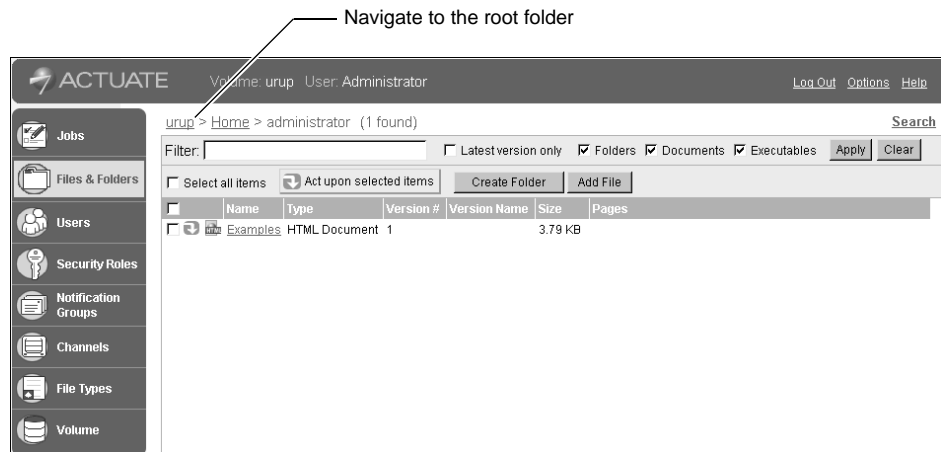 Navigate to the root folder
ACTUATE Volume: urup User: Administrator Log Out Options Help
urup > Home > administrator (1 found) Search
Filter: Latest version only Folders Documents Executables Apply Clear
Select all items Act upon selected items Create Folder Add File
Name Type Version # Version Name Size Pages
Examples HTML Document 1 3.79 KB
Jobs
Files & Folders
Users
Security Roles
Notification
Groups
Channels
File Types
Volume